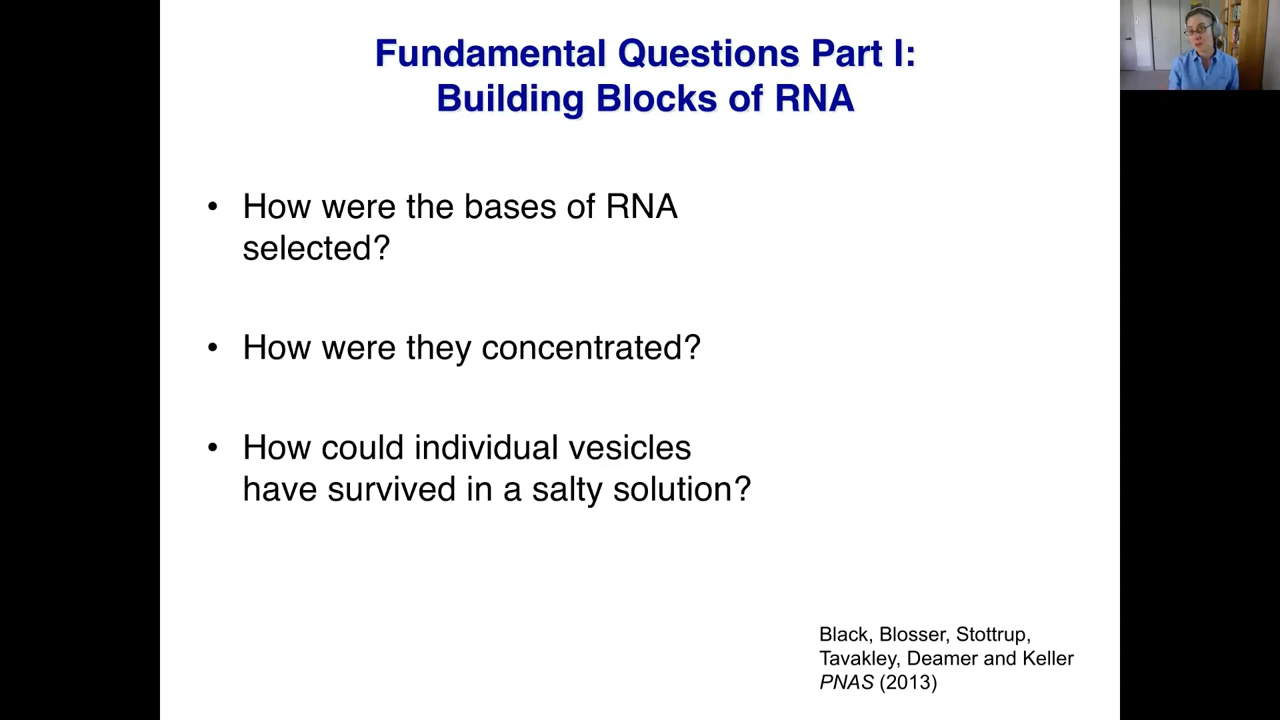 Fundamental Questions Part I:
Building Blocks of RNA
• How were the bases of RNA
selected?
• How were they concentrated?
• How could individual vesicles
have survived in a salty solution?
Black, Blosser, Stottrup,
Tavakley, Deamer and Keller
PNAS (2013)